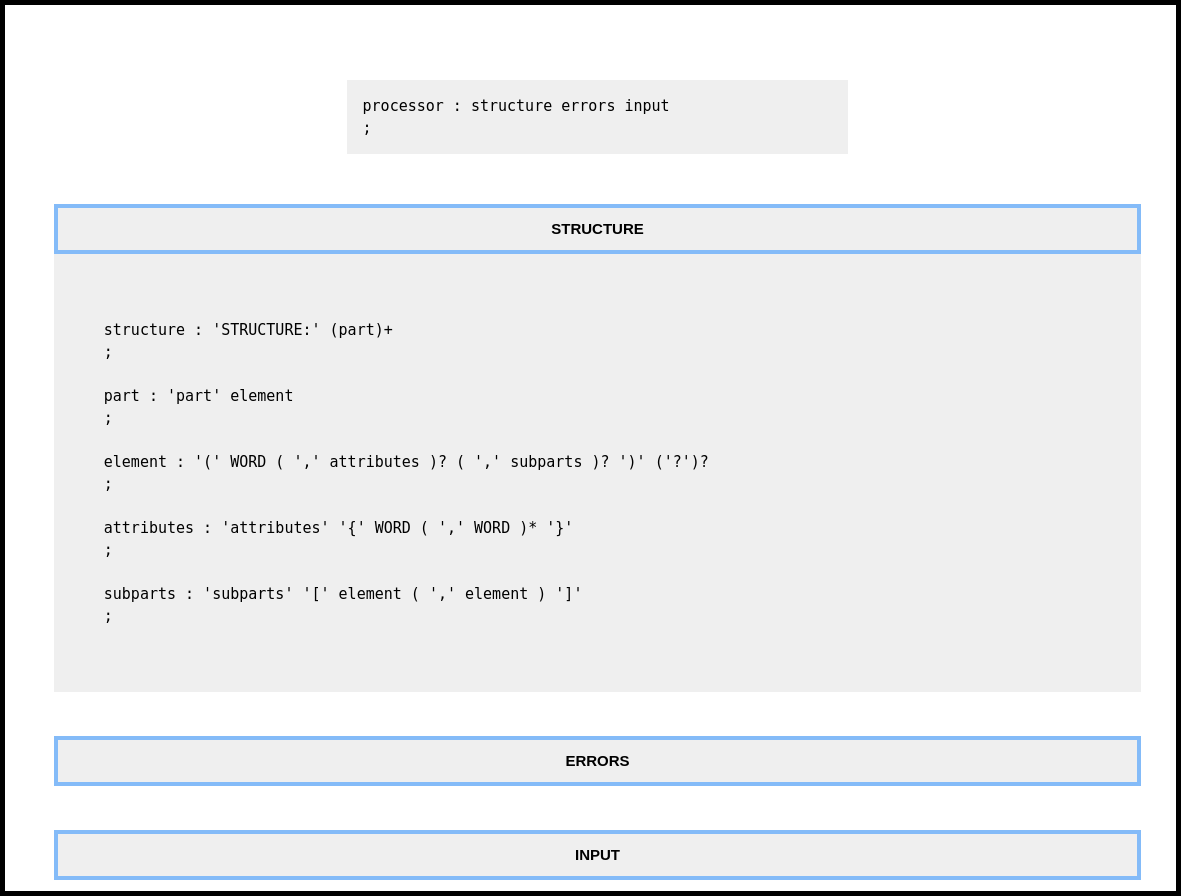 processor : structure errors input
;
STRUCTURE
structure : 'STRUCTURE:' (part)+
;
part : 'part' element
;
element : '(' WORD ( ',' attributes )? ( ',' subparts )? ')' ('?')?
;
attributes : 'attributes' '{' WORD ( ',' WORD )* '}'
;
subparts : 'subparts' '[' element ( ',' element ) ']'
;
ERRORS
INPUT